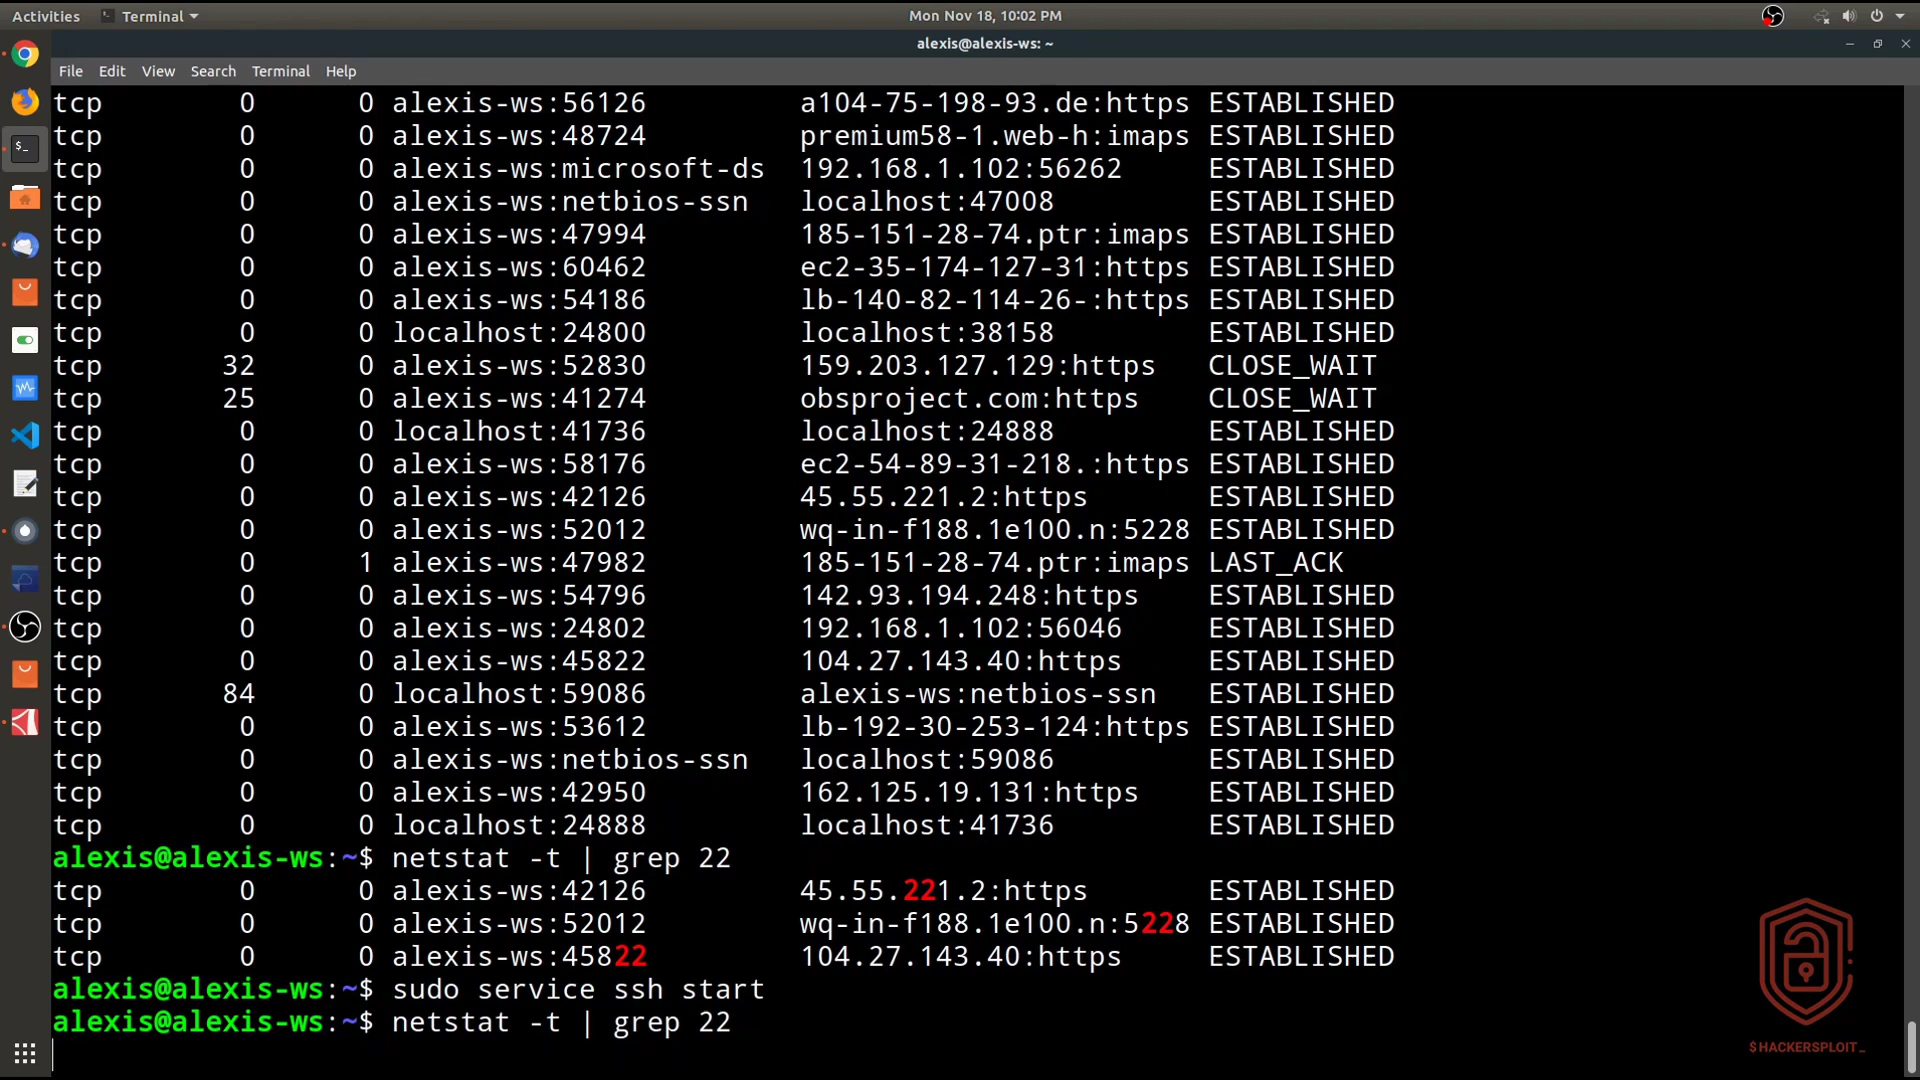 Activities Terminal Mon Nov 18, 10:02 PM
alexis@alexis-ws: ~
File Edit View Search Terminal Help
tcp 0 0 alexis-ws:56126 a104-75-198-93.de:https ESTABLISHED
tcp 0 0 alexis-ws:48724 premium58-1.web-h:imaps ESTABLISHED
tcp 0 0 alexis-ws:microsoft-ds 192.168.1.102:56262 ESTABLISHED
tcp 0 0 alexis-ws:netbios-ssn localhost:47008 ESTABLISHED
tcp 0 0 alexis-ws:47994 185-151-28-74.ptr:imaps ESTABLISHED
tcp 0 0 alexis-ws:60462 ec2-35-174-127-31:https ESTABLISHED
tcp 0 0 alexis-ws:54186 lb-140-82-114-26-:https ESTABLISHED
tcp 0 0 localhost:24800 localhost:38158 ESTABLISHED
tcp 32 0 alexis-ws:52830 159.203.127.129:https CLOSE_WAIT
tcp 25 0 alexis-ws:41274 obsproject.com:https CLOSE_WAIT
tcp 0 0 localhost:41736 localhost:24888 ESTABLISHED
tcp 0 0 alexis-ws:58176 ec2-54-89-31-218.:https ESTABLISHED
tcp 0 0 alexis-ws:42126 45.55.221.2:https ESTABLISHED
tcp 0 0 alexis-ws:52012 wq-in-f188.1e100.n:5228 ESTABLISHED
tcp 0 1 alexis-ws:47982 185-151-28-74.ptr:imaps LAST_ACK
tcp 0 0 alexis-ws:54796 142.93.194.248:https ESTABLISHED
tcp 0 0 alexis-ws:24802 192.168.1.102:56046 ESTABLISHED
tcp 0 0 alexis-ws:45822 104.27.143.40:https ESTABLISHED
tcp 84 0 localhost:59086 alexis-ws:netbios-ssn ESTABLISHED
tcp 0 0 alexis-ws:53612 lb-192-30-253-124:https ESTABLISHED
tcp 0 0 alexis-ws:netbios-ssn localhost:59086 ESTABLISHED
tcp 0 0 alexis-ws:42950 162.125.19.131:https ESTABLISHED
tcp 0 0 localhost:24888 localhost:41736 ESTABLISHED
alexis@alexis-ws:~$ netstat -t | grep 22
tcp 0 0 alexis-ws:42126 45.55.221.2:https ESTABLISHED
tcp 0 0 alexis-ws:52012 wq-in-f188.1e100.n:5228 ESTABLISHED
tcp 0 0 alexis-ws:45822 104.27.143.40:https ESTABLISHED
alexis@alexis-ws:~$ sudo service ssh start
alexis@alexis-ws:~$ netstat -t | grep 22
$HACKERSPLOIT_